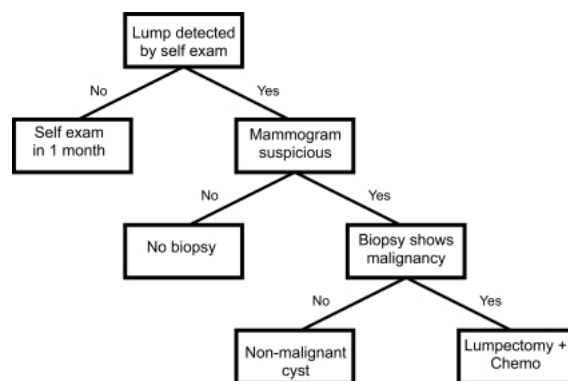 Lump detected
by self exam
No
Yes
Self exam
in 1 month
Mammogram
suspicious
No
Yes
No biopsy
Biopsy shows
malignancy
No
Yes
Non-malignant
cyst
Lumpectomy +
Chemo